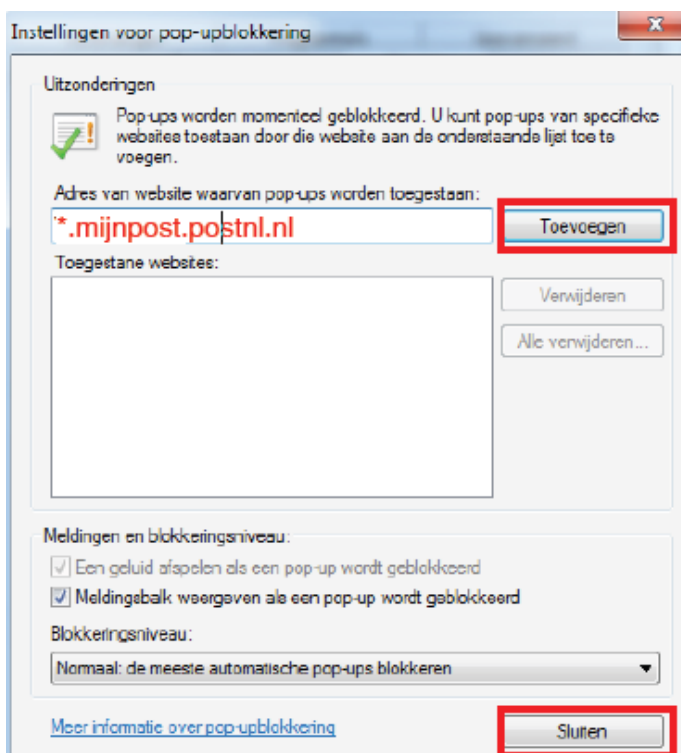 Instellingen voor pop-upblokkering
Uitzonderingen
Pop-ups worden momenteel geblokkeerd. U kunt pop-ups van specifieke
websites toestaan door die website aan de onderstaande lijst toe te
voegen.
Adres van website waarvan pop-ups worden toegestaan:
*.mijnpost.postnl.nl
Toevoegen
Toegestane websites:
Verwijderen
Alle verwijderen...
Meldingen en blokkeringsniveau:
Een geluid afspelen als een pop-up wordt geblokkeerd
Meldingsbalk weergeven als een pop-up wordt geblokkeerd
Blokkeringsniveau:
Normaal: de meeste automatische pop-ups blokkeren
Meer informatie over pop-upblokkering
Sluiten